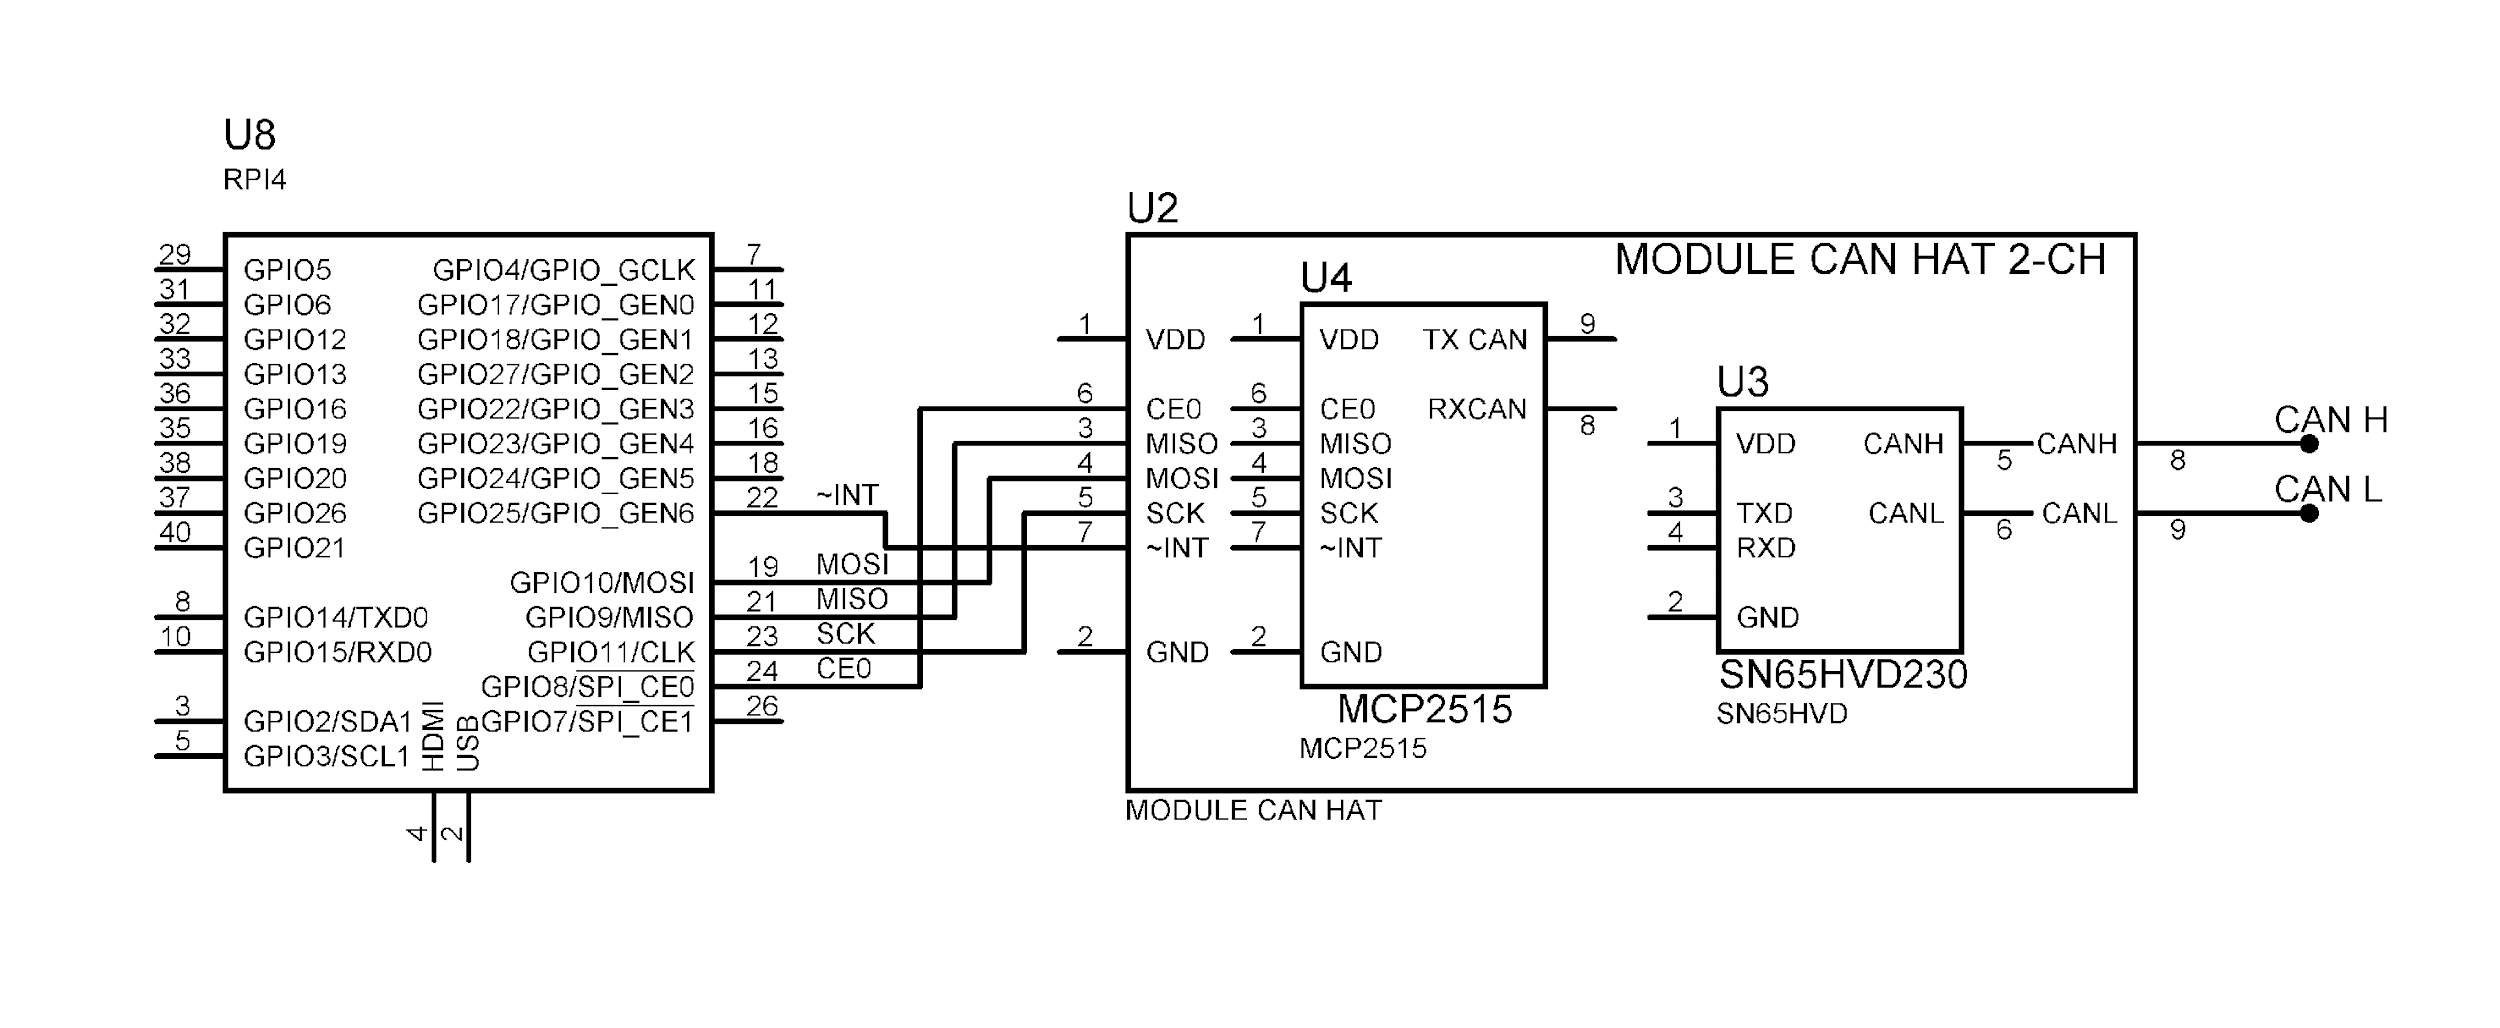 U8
RPI4
29 GPIO5 GPIO4/GPIO_GCLK 7
31 GPIO6 GPIO17/GPIO_GEN0 11
32 GPIO12 GPIO18/GPIO_GEN1 12
33 GPIO13 GPIO27/GPIO_GEN2 13
36 GPIO16 GPIO22/GPIO_GEN3 15
35 GPIO19 GPIO23/GPIO_GEN4 16
38 GPIO20 GPIO24/GPIO_GEN5 18
37 GPIO26 GPIO25/GPIO_GEN6 22 ~INT
40 GPIO21
GPIO10/MOSI 19 MOSI
8 GPIO14/TXD0 GPIO9/MISO 21 MISO
10 GPIO15/RXD0 GPIO11/CLK 23 SCK
GPIO8/SPI_CE0 24 CE0
3 GPIO2/SDA1 GPIO7/SPI_CE1 26
5 GPIO3/SCL1
HDMI
USB
4
2
U2
MODULE CAN HAT 2-CH
1 VDD
6 CE0
3 MISO
4 MOSI
5 SCK
7 ~INT
2 GND
MODULE CAN HAT
U4
1 VDD TX CAN 9
6 CE0 RXCAN 8
3 MISO
4 MOSI
5 SCK
7 ~INT
2 GND
MCP2515
MCP2515
U3
1 VDD CANH 5
3 TXD CANL 6
4 RXD
2 GND
SN65HVD230
SN65HVD
CANH 8 CAN H
CANL 9 CAN L